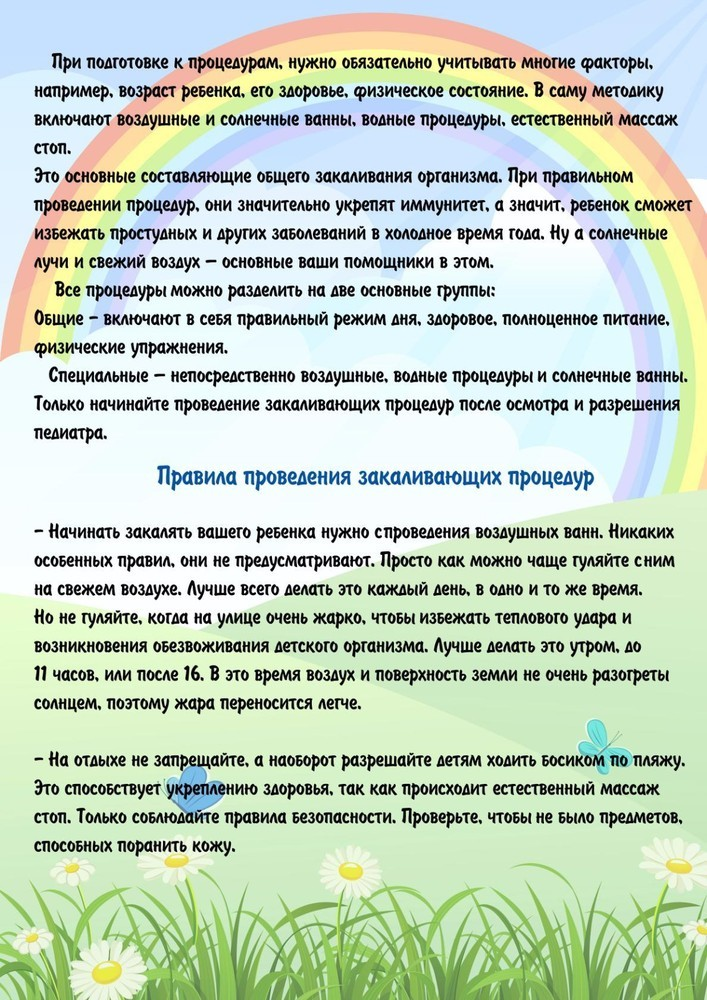 При подготовке к процедурам, нужно обязательно учитывать многие факторы,
например, возраст ребенка, его здоровье, физическое состояние. В саму методику
включают воздушные и солнечные ванны, водные процедуры, естественный массаж
стоп.
Это основные составляющие общего закаливания организма. При правильном
проведении процедур, они значительно укрепят иммунитет, а значит, ребенок сможет
избежать простудных и других заболеваний в холодное время года. Ну а солнечные
лучи и свежий воздух – основные ваши помощники в этом.
Все процедуры можно разделить на две основные группы:
Общие – включают в себя правильный режим дня, здоровое, полноценное питание,
физические упражнения.
Специальные – непосредственно воздушные, водные процедуры и солнечные ванны.
Только начинайте проведение закаливающих процедур после осмотра и разрешения
педиатра.
Правила проведения закаливающих процедур
– Начинать закалять вашего ребенка нужно с проведения воздушных ванн. Никаких
особенных правил, они не предусматривают. Просто как можно чаще гуляйте с ним
на свежем воздухе. Лучше всего делать это каждый день, в одно и то же время.
Но не гуляйте, когда на улице очень жарко, чтобы избежать теплового удара и
возникновения обезвоживания детского организма. Лучше делать это утром, до
11 часов, или после 16. В это время воздух и поверхность земли не очень разогреты
солнцем, поэтому жара переносится легче.
– На отдыхе не запрещайте, а наоборот разрешайте детям ходить босиком по пляжу.
Это способствует укреплению здоровья, так как происходит естественный массаж
стоп. Только соблюдайте правила безопасности. Проверьте, чтобы не было предметов,
способных поранить кожу.